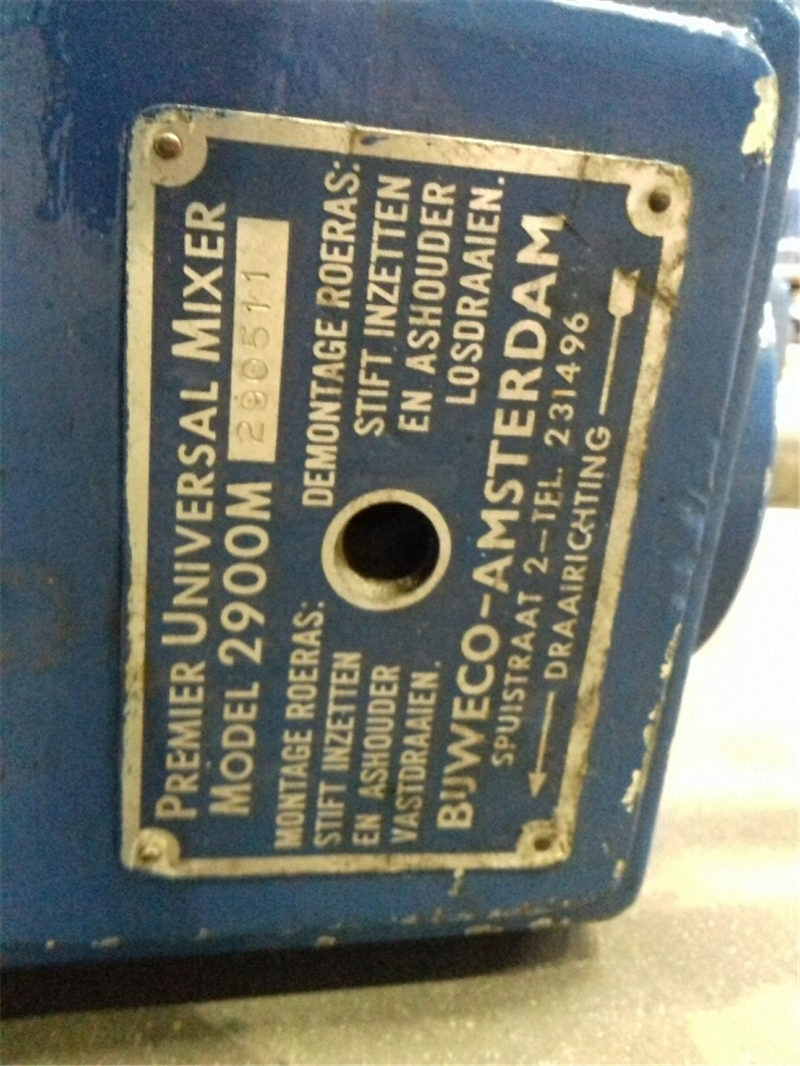 PREMIER UNIVERSAL MIXER
MODEL 2900M 290511
MONTAGE ROERAS:
STIFT INZETTEN
EN ASHOUDER
VASTDRAAIEN.
DEMONTAGE ROERAS:
STIFT INZETTEN
EN ASHOUDER
LOSDRAAIEN.
BUWECO-AMSTERDAM
SPUISTRAAT 2-TEL. 231496
DRAAIRICHTING